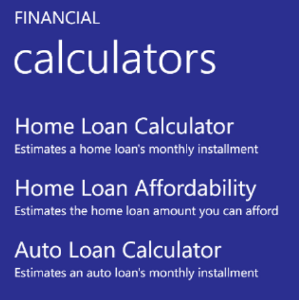 FINANCIAL
calculators
Home Loan Calculator
Estimates a home loan's monthly installment
Home Loan Affordability
Estimates the home loan amount you can afford
Auto Loan Calculator
Estimates an auto loan's monthly installment